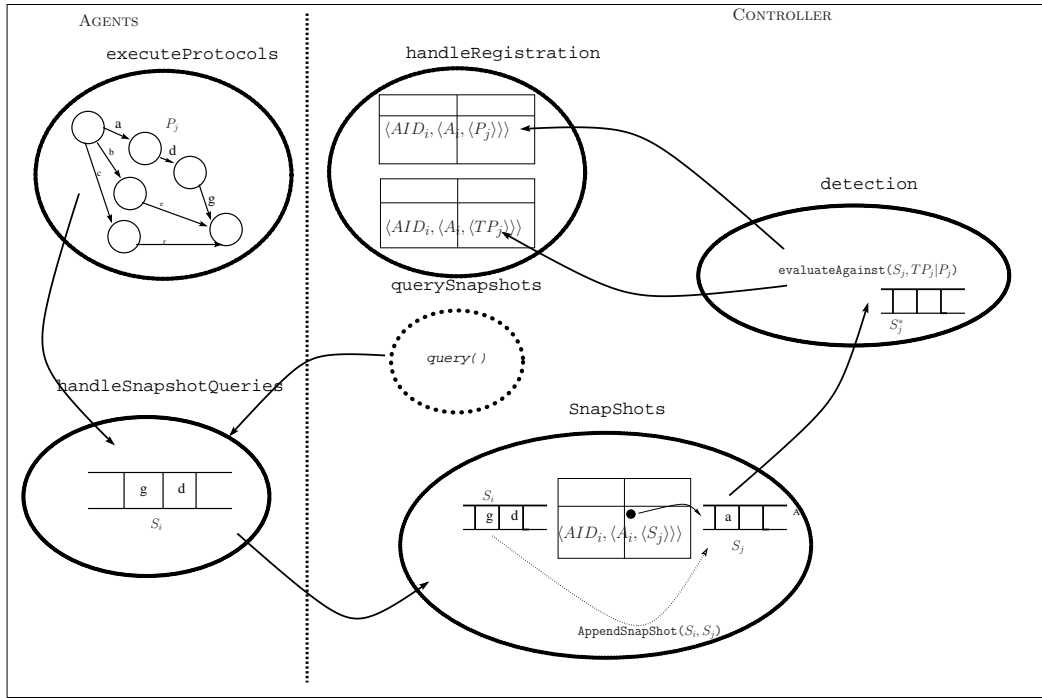 AGENTS
CONTROLLER
executeProtocols
handleRegistration
a
P_j
b
d
c
g
e
f
⟨AID_i, ⟨A_i, ⟨P_j⟩⟩⟩
⟨AID_i, ⟨A_i, ⟨TP_j⟩⟩⟩
detection
evaluateAgainst(S_j, TP_j|P_j)
S_j^*
querySnapshots
query()
handleSnapshotQueries
g d
S_i
SnapShots
S_i
g d
⟨AID_i, ⟨A_i, ⟨S_j⟩⟩⟩
a
A
S_j
AppendSnapShot(S_i, S_j)